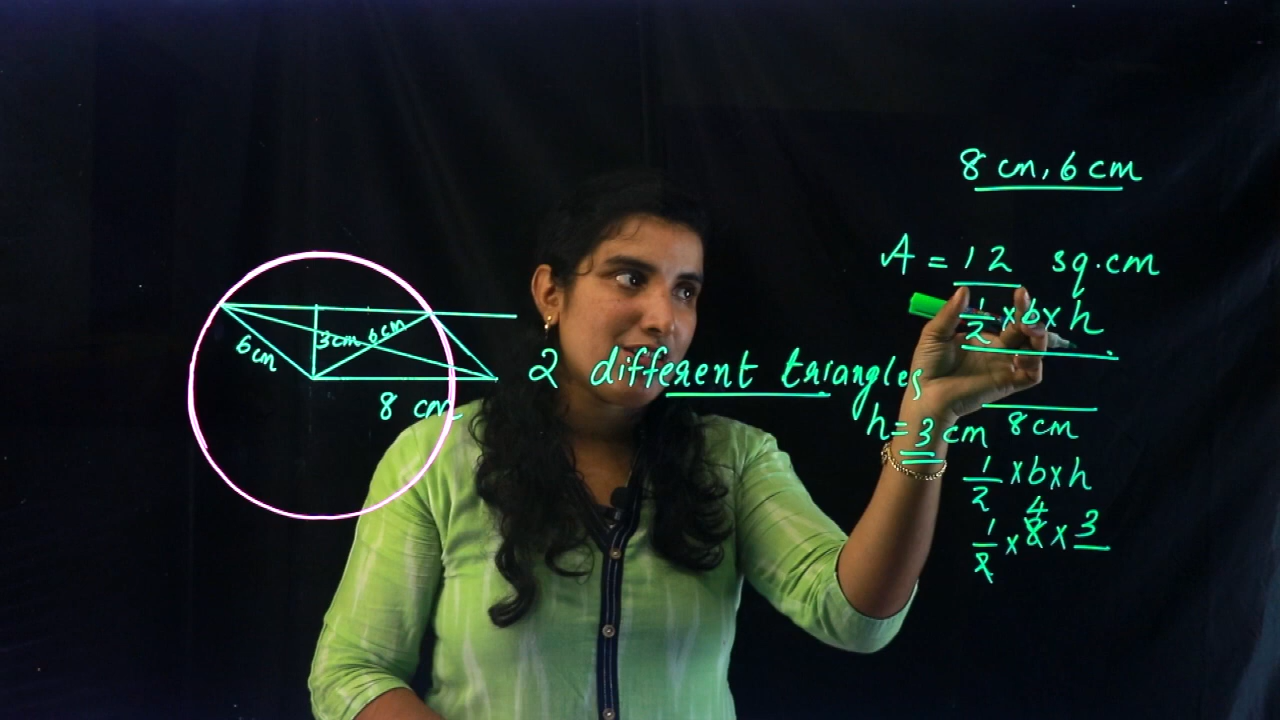 8 cm, 6 cm
A = 12 sq.cm
1/2 × b × h
3cm 6cm
6cm
8 cm
2 different triangles
h = 3 cm
8 cm
1/2 × b × h
4
1/2 × 8 × 3